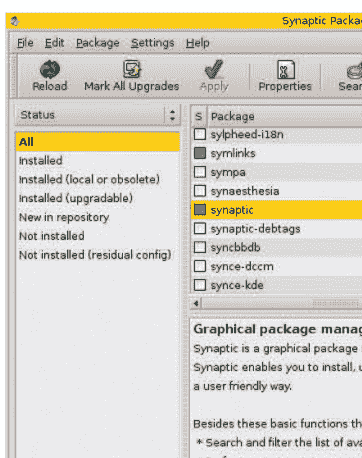 Synaptic Packa
File Edit Package Settings Help
Reload Mark All Upgrades Apply Properties Sear
Status
S Package
All
Installed
Installed (local or obsolete)
Installed (upgradable)
New in repository
Not installed
Not installed (residual config)
sylpheed-i18n
symlinks
sympa
synaesthesia
synaptic
synaptic-debtags
syncbbdb
synce-dccm
synce-kde
Graphical package manag
Synaptic is a graphical package
Synaptic enables you to install, u
a user friendly way.
Besides these basic functions th
* Search and filter the list of ava